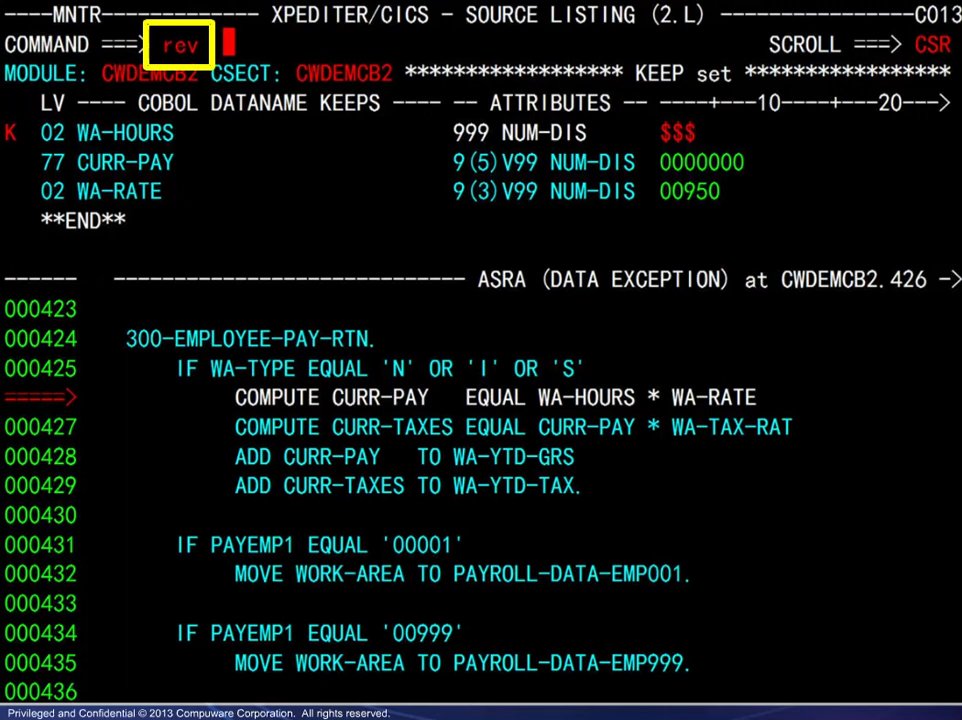 ----MNTR------------ XPEDITER/CICS - SOURCE LISTING (2.L) -----------------C013
COMMAND ===> rev SCROLL ===> CSR
MODULE: CWDEMCB2 CSECT: CWDEMCB2 ****************** KEEP set *****************
LV ---- COBOL DATANAME KEEPS ---- -- ATTRIBUTES -- ----+---10----+---20--->
K 02 WA-HOURS 999 NUM-DIS $$$
77 CURR-PAY 9(5)V99 NUM-DIS 0000000
02 WA-RATE 9(3)V99 NUM-DIS 00950
**END**
------ ----------------------------- ASRA (DATA EXCEPTION) at CWDEMCB2.426 ->
000423
000424 300-EMPLOYEE-PAY-RTN.
000425 IF WA-TYPE EQUAL 'N' OR 'I' OR 'S'
=====> COMPUTE CURR-PAY EQUAL WA-HOURS * WA-RATE
000427 COMPUTE CURR-TAXES EQUAL CURR-PAY * WA-TAX-RAT
000428 ADD CURR-PAY TO WA-YTD-GRS
000429 ADD CURR-TAXES TO WA-YTD-TAX.
000430
000431 IF PAYEMP1 EQUAL '00001'
000432 MOVE WORK-AREA TO PAYROLL-DATA-EMP001.
000433
000434 IF PAYEMP1 EQUAL '00999'
000435 MOVE WORK-AREA TO PAYROLL-DATA-EMP999.
000436
Privileged and Confidential © 2013 Compuware Corporation. All rights reserved.